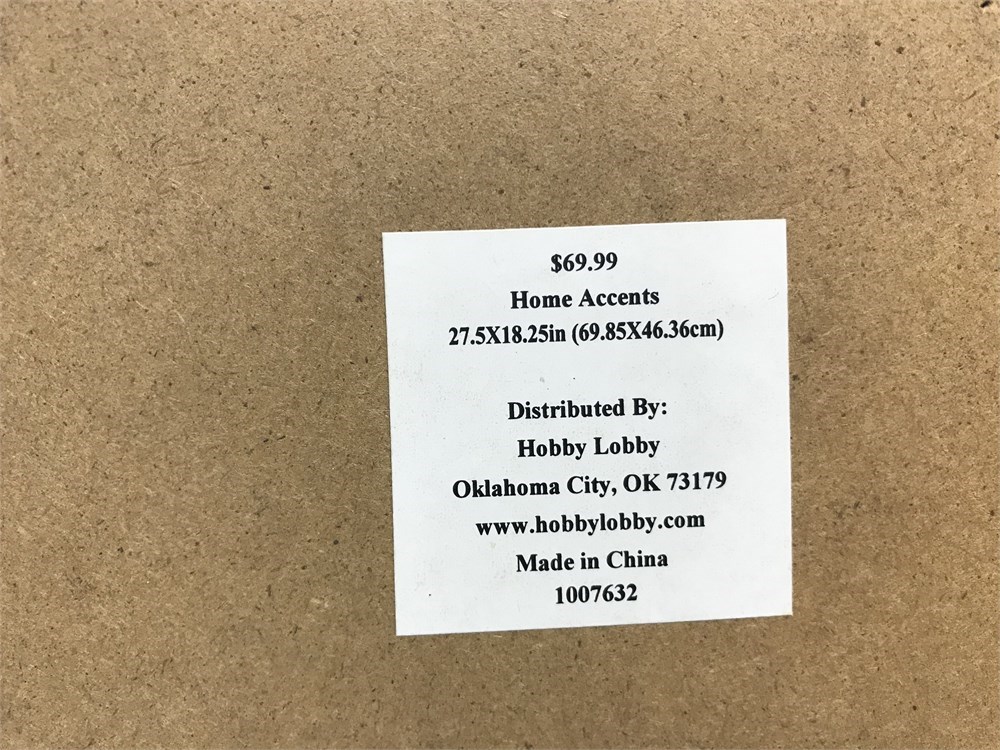 $69.99
Home Accents
27.5X18.25in (69.85X46.36cm)
Distributed By:
Hobby Lobby
Oklahoma City, OK 73179
www.hobbylobby.com
Made in China
1007632